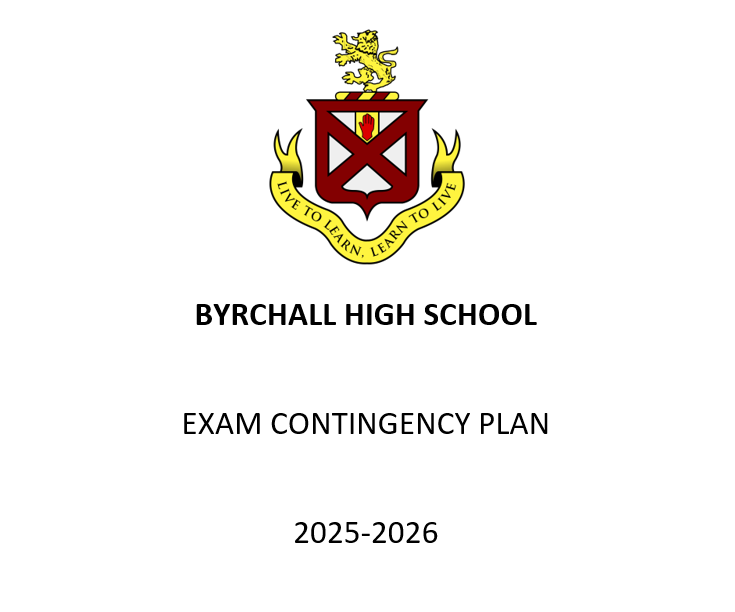 LIVE TO LEARN, LEARN TO LIVE
BYRCHALL HIGH SCHOOL
EXAM CONTINGENCY PLAN
2025-2026